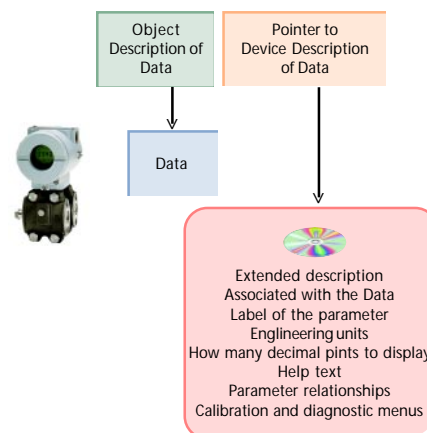 Object
Description of
Data
Pointer to
Device Description
of Data
Data
Extended description
Associated with the Data
Label of the parameter
Englineering units
How many decimal pints to display
Help text
Parameter relationships
Calibration and diagnostic menus